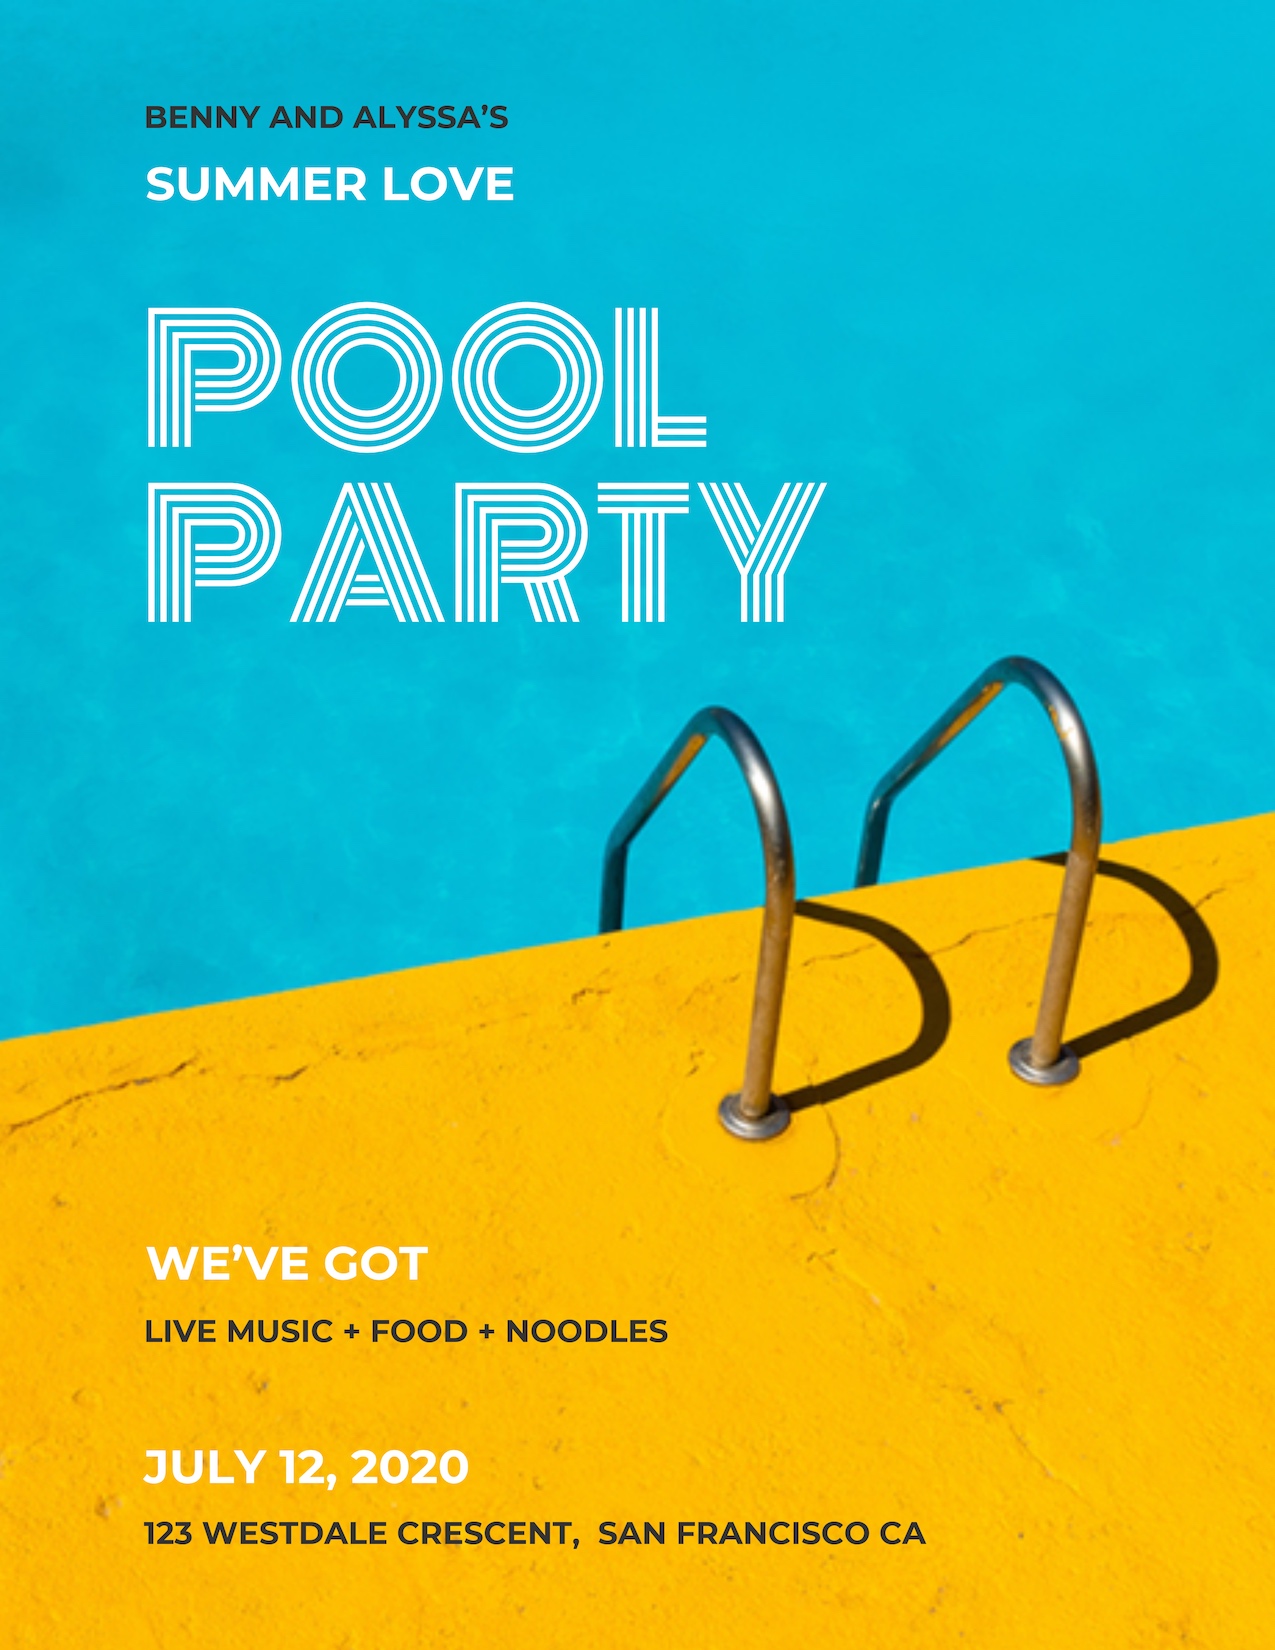 BENNY AND ALYSSA’S
SUMMER LOVE
POOL
PARTY
WE’VE GOT
LIVE MUSIC + FOOD + NOODLES
JULY 12, 2020
123 WESTDALE CRESCENT,  SAN FRANCISCO CA